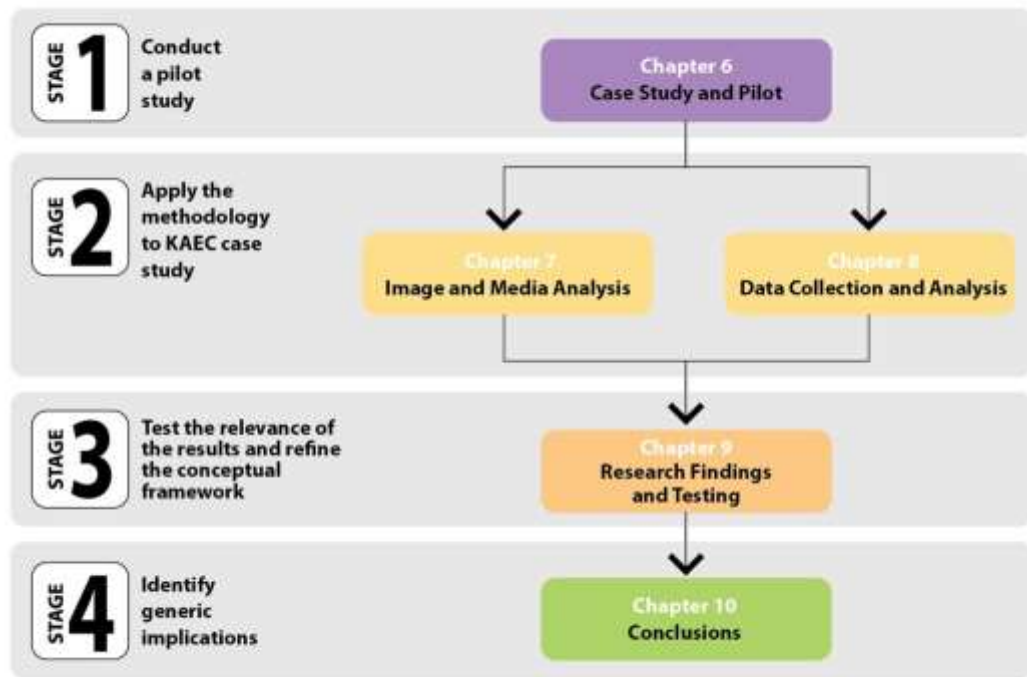 STAGE 1
Conduct
a pilot
study
Chapter 6
Case Study and Pilot
STAGE 2
Apply the
methodology
to KAEC case
study
Chapter 7
Image and Media Analysis
Chapter 8
Data Collection and Analysis
STAGE 3
Test the relevance of
the results and refine
the conceptual
framework
Chapter 9
Research Findings
and Testing
STAGE 4
Identify
generic
implications
Chapter 10
Conclusions